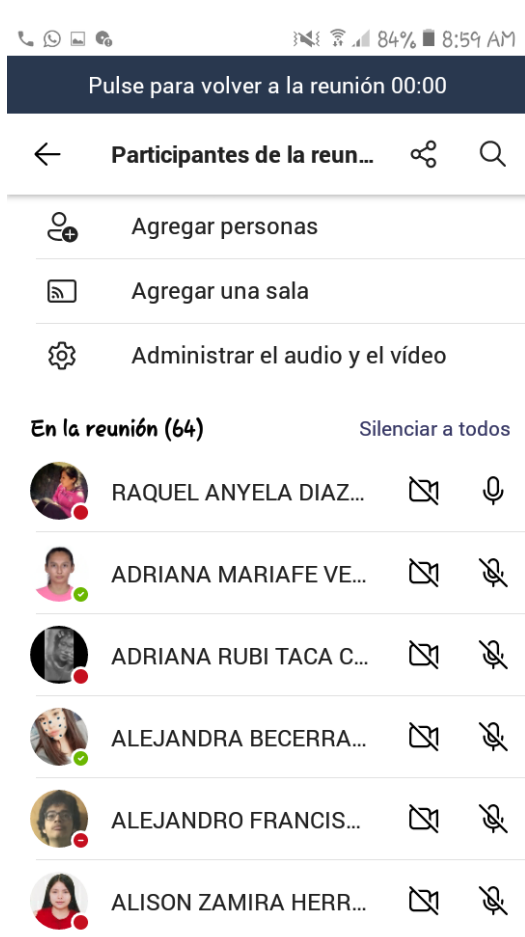 84% 8:59 AM
Pulse para volver a la reunión 00:00
Participantes de la reun...
Agregar personas
Agregar una sala
Administrar el audio y el vídeo
En la reunión (64) Silenciar a todos
RAQUEL ANYELA DIAZ...
ADRIANA MARIAFE VE...
ADRIANA RUBI TACA C...
ALEJANDRA BECERRA...
ALEJANDRO FRANCIS...
ALISON ZAMIRA HERR...